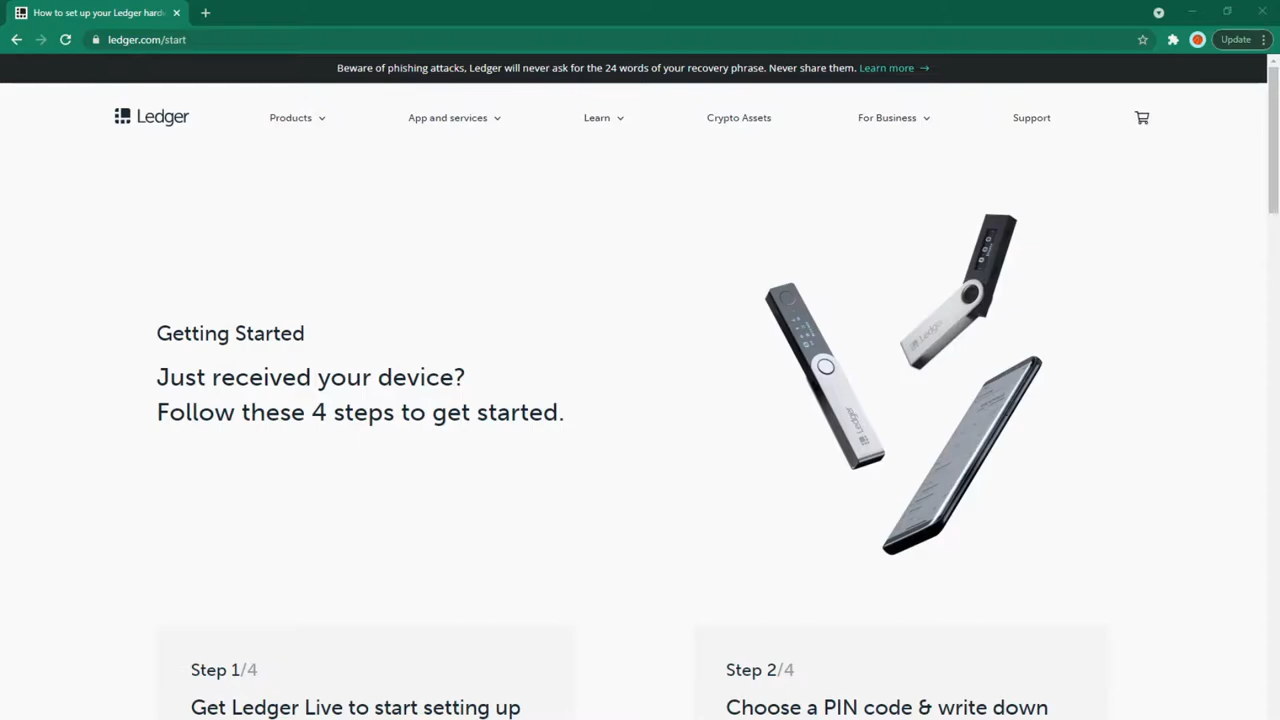 How to set up your Ledger hardw
ledger.com/start
Update
Beware of phishing attacks, Ledger will never ask for the 24 words of your recovery phrase. Never share them. Learn more →
Ledger
Products
App and services
Learn
Crypto Assets
For Business
Support
Getting Started
Just received your device?
Follow these 4 steps to get started.
Ledger
Ledger
Step 1/4
Get Ledger Live to start setting up
Step 2/4
Choose a PIN code & write down